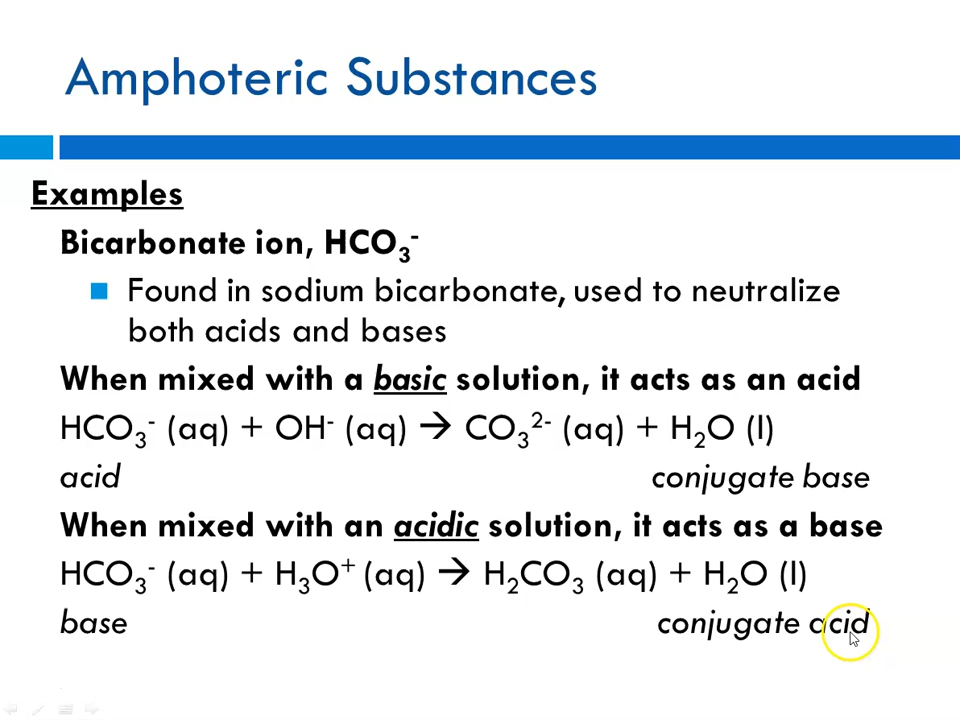 Amphoteric Substances
Examples
Bicarbonate ion, HCO₃⁻
Found in sodium bicarbonate, used to neutralize
both acids and bases
When mixed with a basic solution, it acts as an acid
HCO₃⁻ (aq) + OH⁻ (aq) → CO₃²⁻ (aq) + H₂O (l)
acid conjugate base
When mixed with an acidic solution, it acts as a base
HCO₃⁻ (aq) + H₃O⁺ (aq) → H₂CO₃ (aq) + H₂O (l)
base conjugate acid